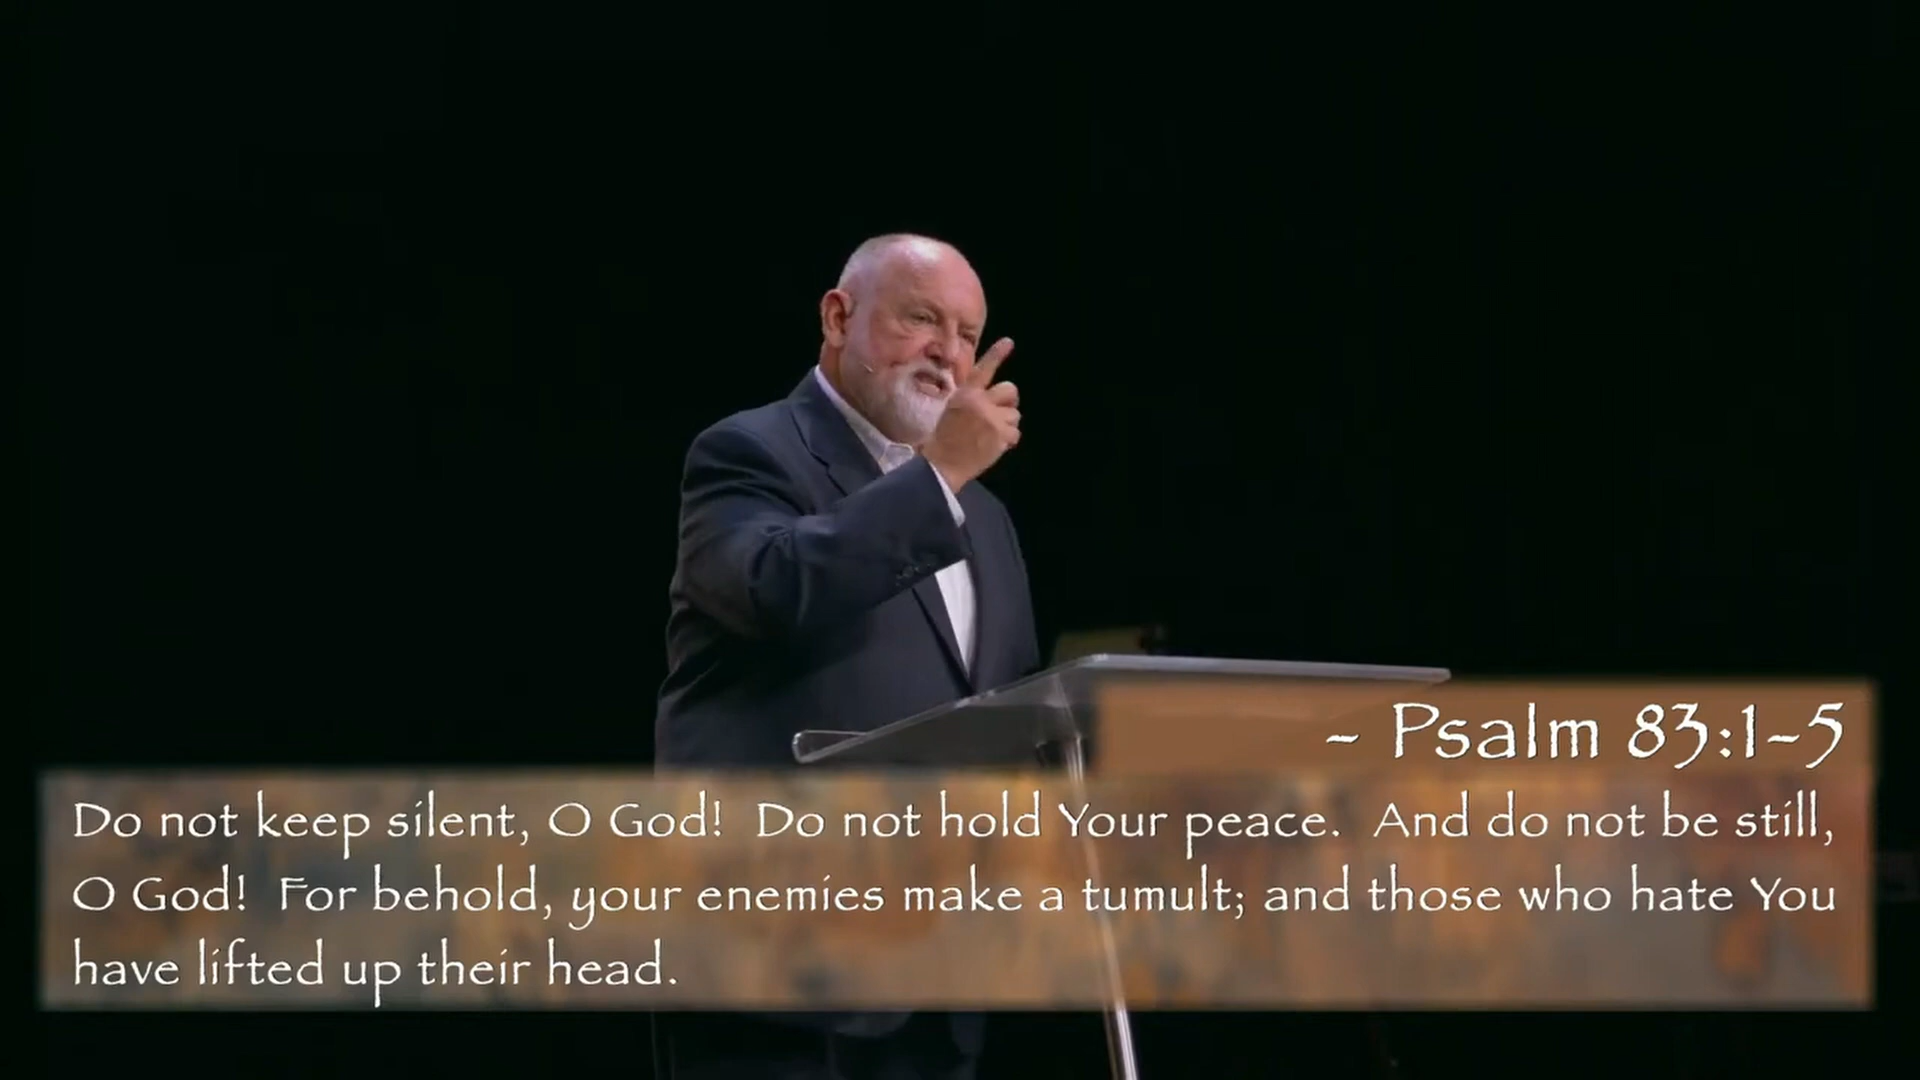 - Psalm 83:1-5
Do not keep silent, O God! Do not hold Your peace. And do not be still,
O God! For behold, your enemies make a tumult; and those who hate You
have lifted up their head.